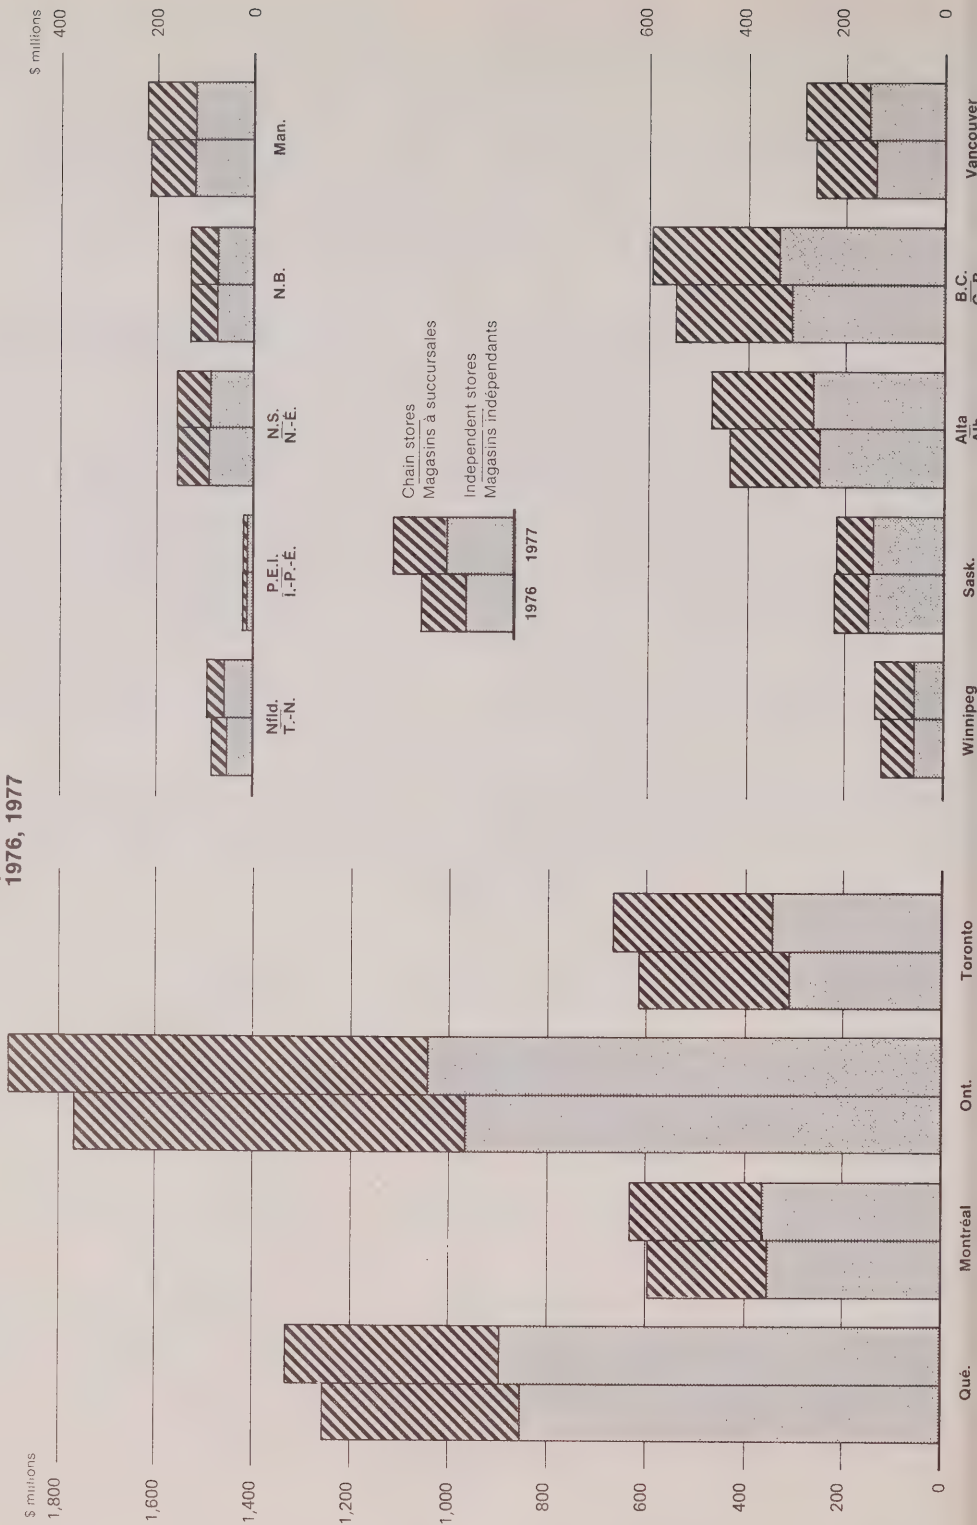 1976, 1977
$ millions
1,800
1,600
1,400
1,200
1,000
800
600
400
200
0
Qué.
Montréal
Ont.
Toronto
$ millions
400
200
0
Nfld.
T.-N.
P.E.I.
Î.-P.-É.
N.S.
N.-É.
N.B.
Man.
Chain stores
Magasins à succursales
Independent stores
Magasins indépendants
1976 1977
600
400
200
0
Winnipeg
Sask.
Alta
B.C.
Vancouver